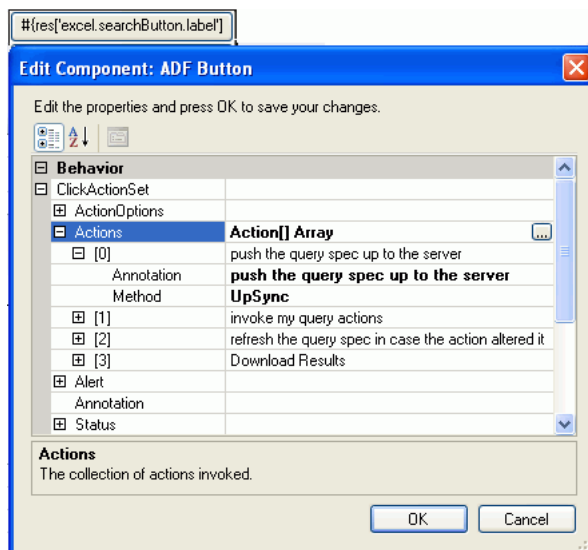 #{res['excel.searchButton.label']
Edit Component: ADF Button
Edit the properties and press OK to save your changes.
Behavior
ClickActionSet
ActionOptions
Actions Action[] Array ...
[0] push the query spec up to the server
Annotation push the query spec up to the server
Method UpSync
[1] invoke my query actions
[2] refresh the query spec in case the action altered it
[3] Download Results
Alert
Annotation
Status
Actions
The collection of actions invoked.
OK Cancel